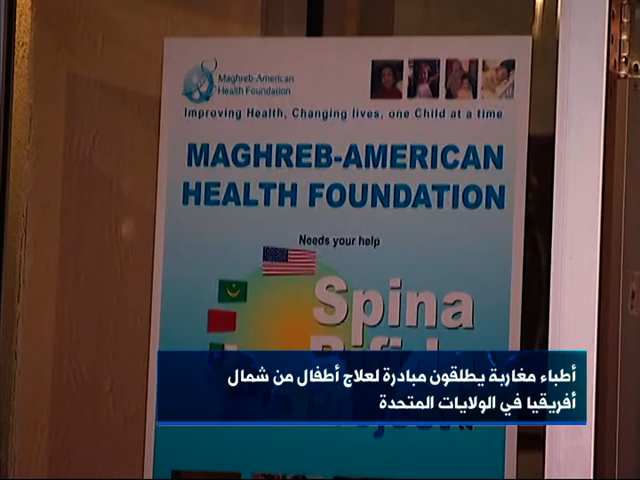 Maghreb-American
Health Foundation
Improving Health, Changing lives, one Child at a time
MAGHREB-AMERICAN
HEALTH FOUNDATION
Needs your help
Spina
أطباء مغاربة يطلقون مبادرة لعلاج أطفال من شمال
أفريقيا في الولايات المتحدة